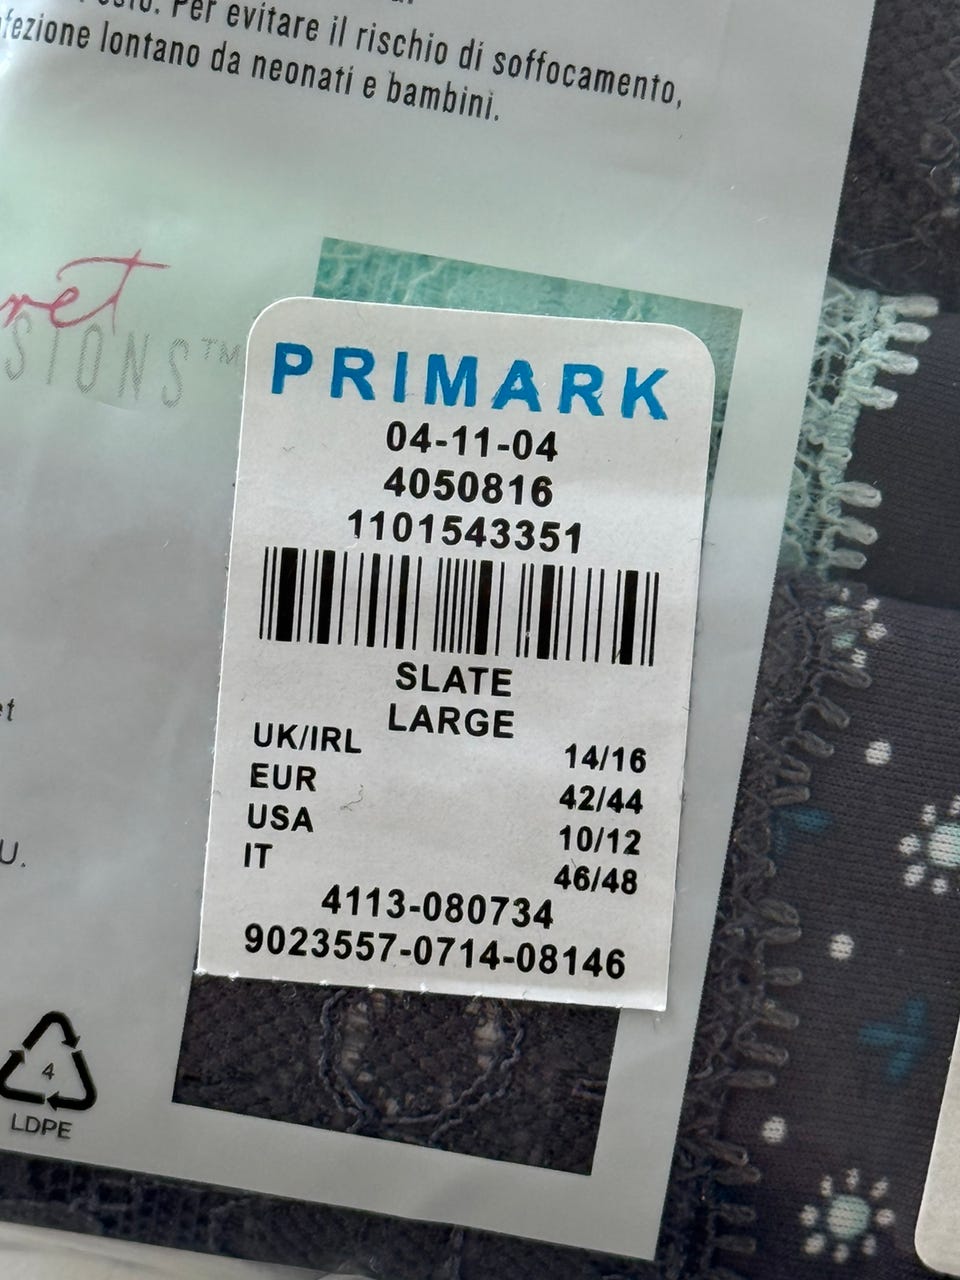 Per evitare il rischio di soffocamento,
lontano da neonati e bambini.
SIONS™
PRIMARK
04-11-04
4050816
1101543351
SLATE
LARGE
UK/IRL 14/16
EUR 42/44
USA 10/12
IT 46/48
4113-080734
9023557-0714-08146
U.
4
LDPE